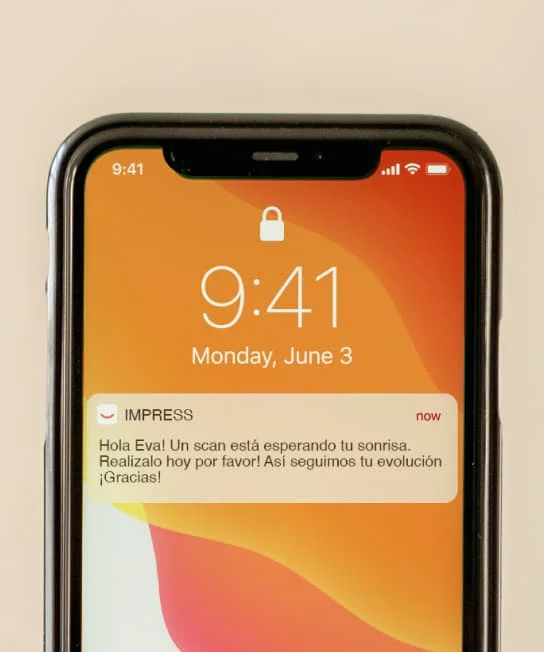 9:41
9:41
Monday, June 3
IMPRESS now
Hola Eva! Un scan está esperando tu sonrisa.
Realizalo hoy por favor! Así seguimos tu evolución
¡Gracias!